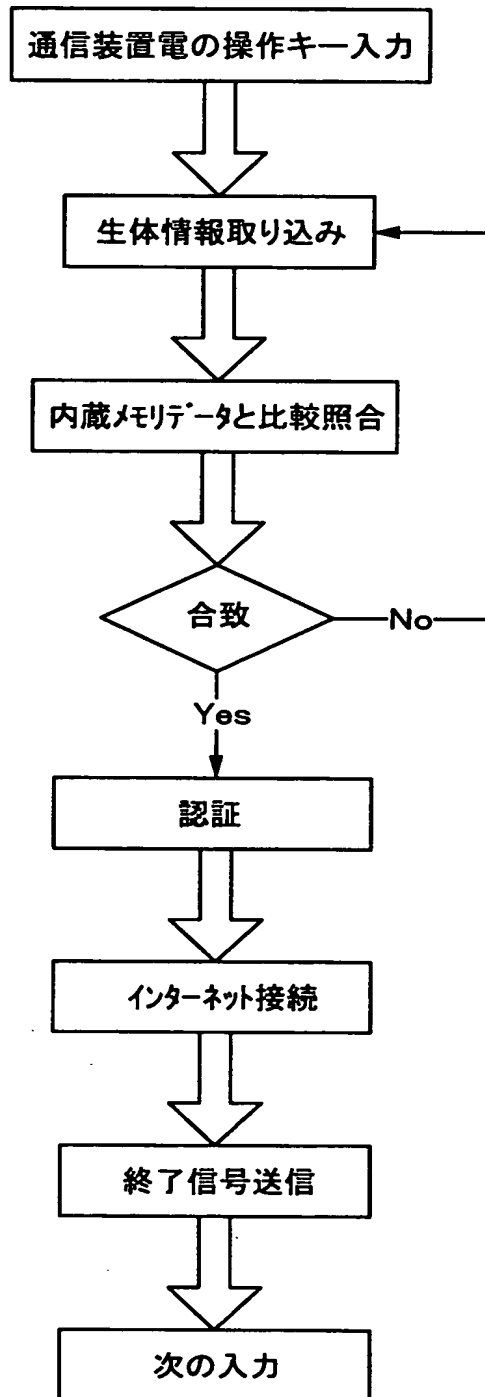 通信装置電の操作キー入力
生体情報取り込み
内蔵メモリデータと比較照合
合致
No
Yes
認証
インターネット接続
終了信号送信
次の入力